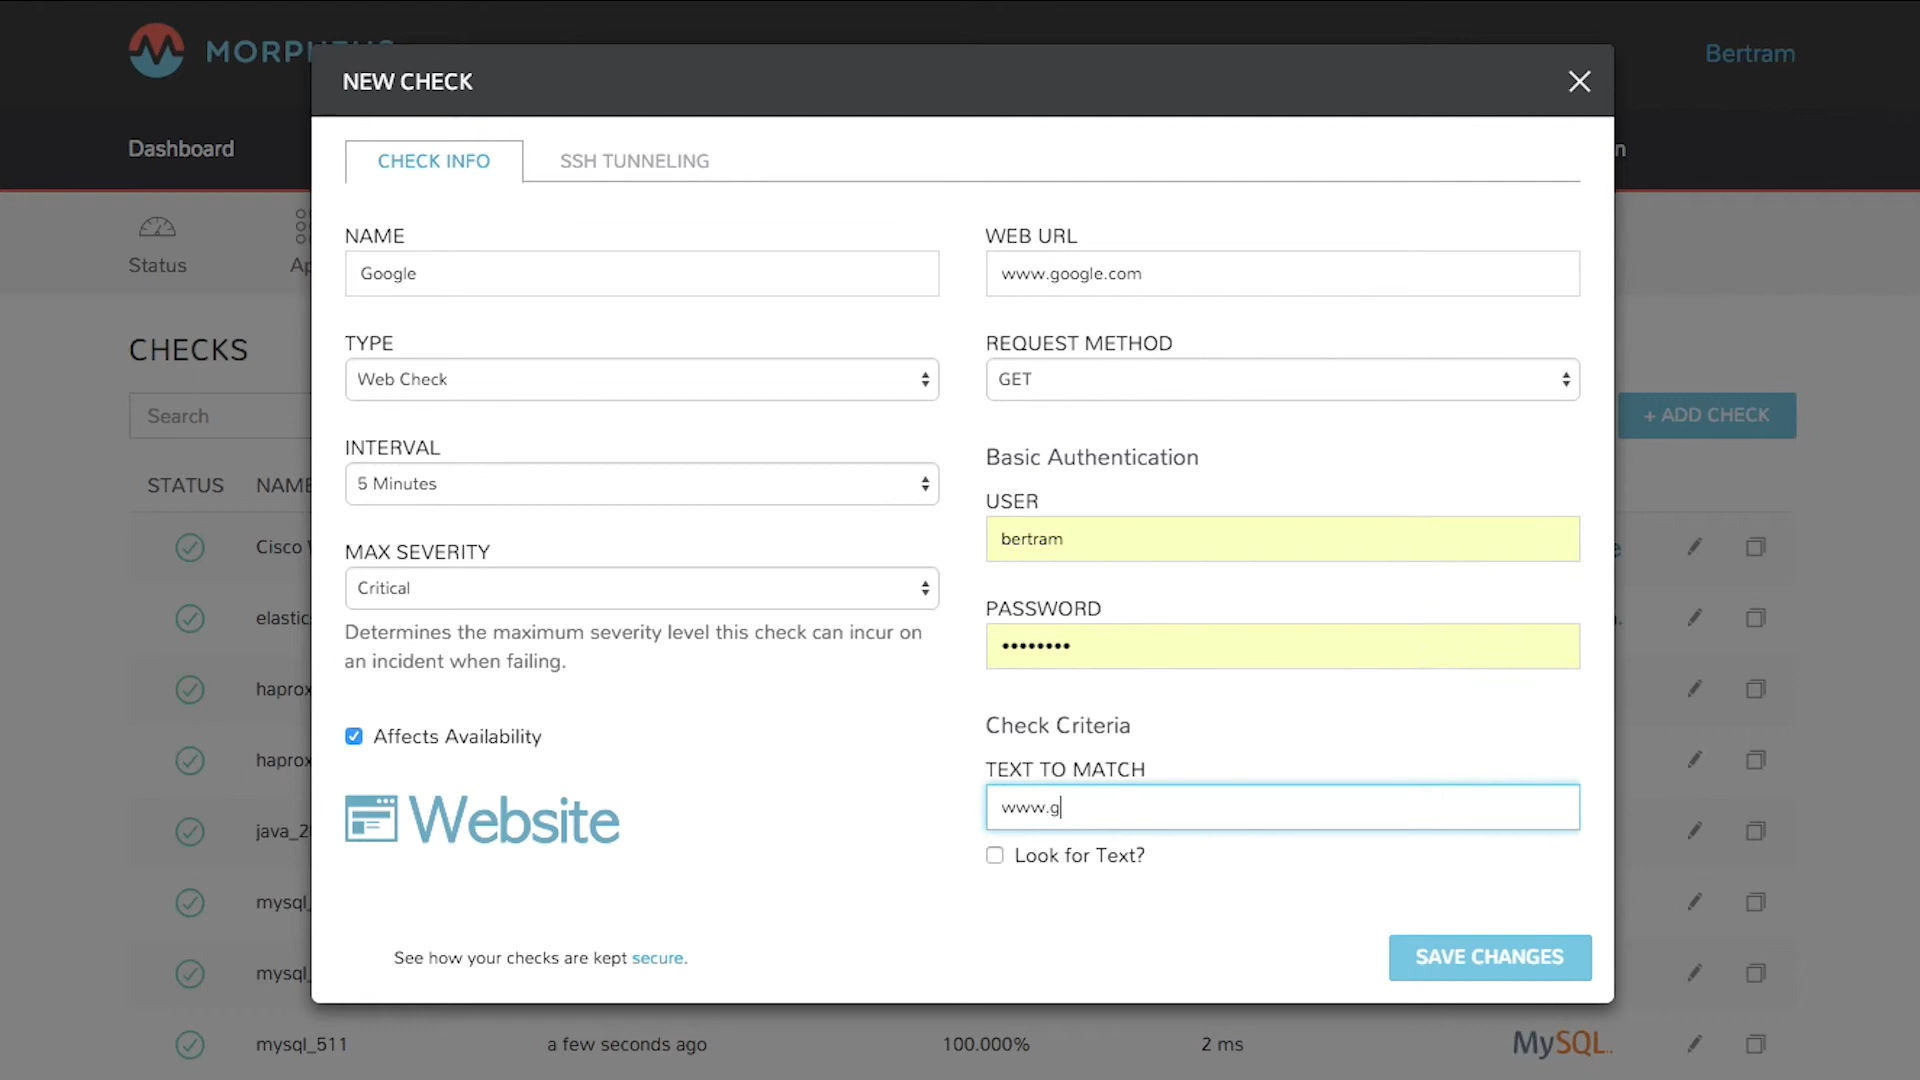 MORPHEUS
Bertram
NEW CHECK
Dashboard
CHECK INFO
SSH TUNNELING
Status
NAME
Google
WEB URL
www.google.com
CHECKS
TYPE
Web Check
REQUEST METHOD
GET
Search
+ ADD CHECK
INTERVAL
5 Minutes
Basic Authentication
STATUS
NAME
USER
bertram
Cisco
MAX SEVERITY
Critical
Determines the maximum severity level this check can incur on
an incident when failing.
PASSWORD
••••••••
elastic
haprox
Affects Availability
Check Criteria
haprox
TEXT TO MATCH
www.g
Website
java_2
Look for Text?
mysql_
See how your checks are kept secure.
SAVE CHANGES
mysql_
mysql_511
a few seconds ago
100.000%
2 ms
MySQL